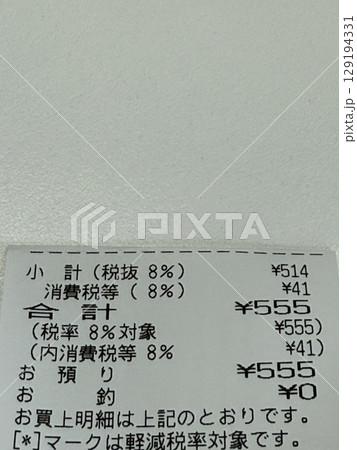 小 計(税抜 8%) ¥514
消費税等( 8%) ¥41
合 計 ¥555
(税率 8%対象 ¥555)
(内消費税等 8% ¥41)
お 預 り ¥555
お 釣 ¥0
お買上明細は上記のとおりです。
[*]マークは軽減税率対象です。
PIXTA
pixta.jp - 129194331